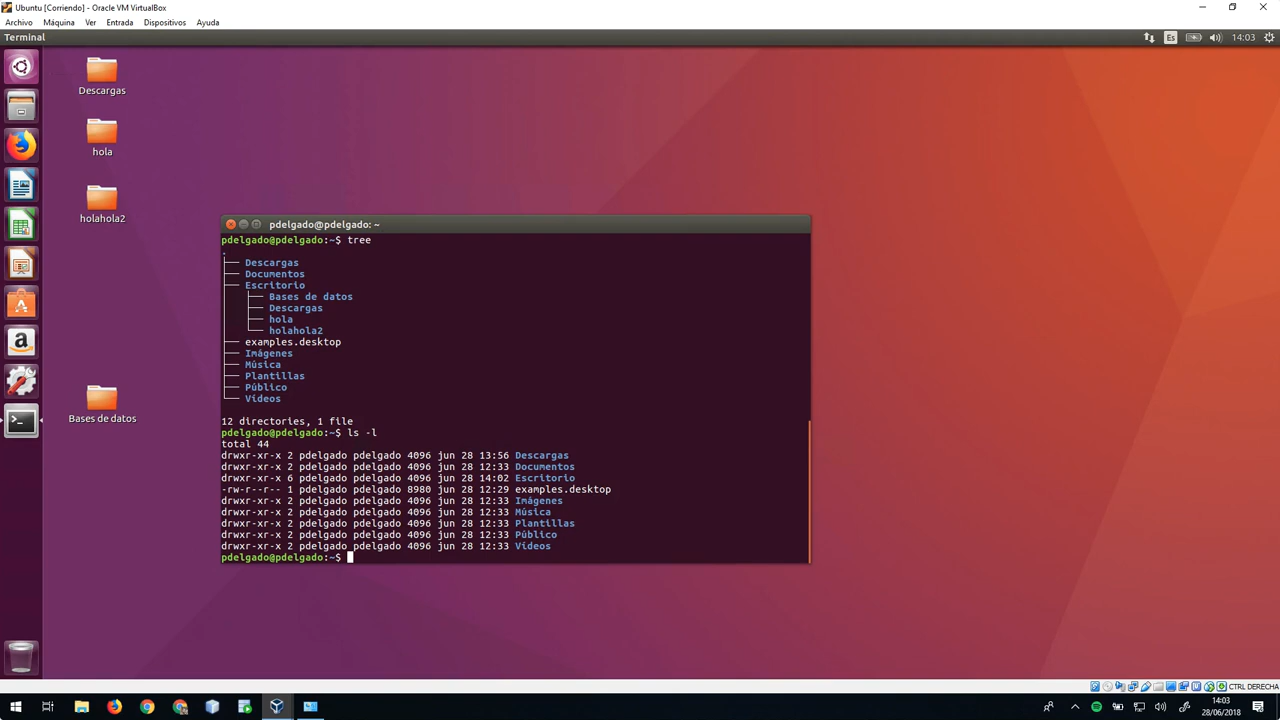 Ubuntu [Corriendo] - Oracle VM VirtualBox
Archivo Máquina Ver Entrada Dispositivos Ayuda
Terminal
Es
14:03
Descargas
hola
holahola2
Bases de datos
pdelgado@pdelgado: ~
pdelgado@pdelgado:~$ tree
.
├── Descargas
├── Documentos
├── Escritorio
│   ├── Bases de datos
│   ├── Descargas
│   ├── hola
│   └── holahola2
├── examples.desktop
├── Imágenes
├── Música
├── Plantillas
├── Público
└── Vídeos
12 directories, 1 file
pdelgado@pdelgado:~$ ls -l
total 44
drwxr-xr-x 2 pdelgado pdelgado 4096 jun 28 13:56 Descargas
drwxr-xr-x 2 pdelgado pdelgado 4096 jun 28 12:33 Documentos
drwxr-xr-x 6 pdelgado pdelgado 4096 jun 28 14:02 Escritorio
-rw-r--r-- 1 pdelgado pdelgado 8980 jun 28 12:29 examples.desktop
drwxr-xr-x 2 pdelgado pdelgado 4096 jun 28 12:33 Imágenes
drwxr-xr-x 2 pdelgado pdelgado 4096 jun 28 12:33 Música
drwxr-xr-x 2 pdelgado pdelgado 4096 jun 28 12:33 Plantillas
drwxr-xr-x 2 pdelgado pdelgado 4096 jun 28 12:33 Público
drwxr-xr-x 2 pdelgado pdelgado 4096 jun 28 12:33 Vídeos
pdelgado@pdelgado:~$
CTRL DERECHA
14:03
28/06/2018